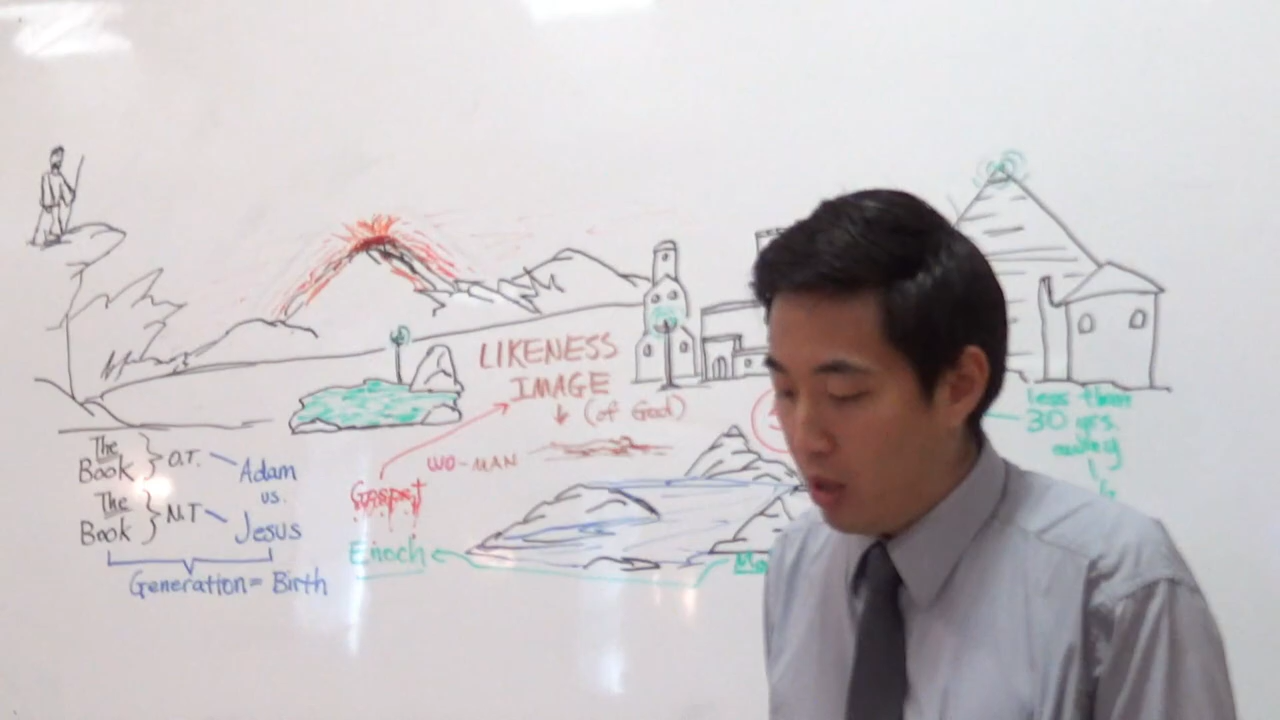 The
Book } O.T. Adam
vs.
The
Book } N.T Jesus
Generation = Birth
LIKENESS
IMAGE
(of God)
WO-MAN
Gospel
Enoch
less then
30 yrs.